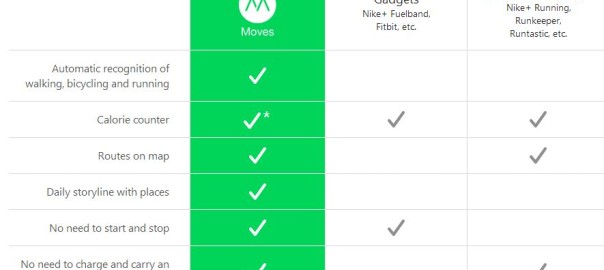 Moves
Gadgets
Nike+ Fuelband,
Fitbit, etc.
Nike+ Running,
Runkeeper,
Runtastic, etc.
Automatic recognition of
walking, bicycling and running
Calorie counter
*
Routes on map
Daily storyline with places
No need to start and stop
No need to charge and carry an